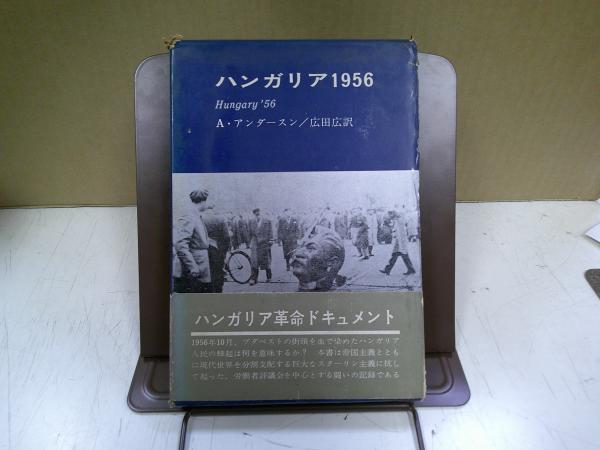 ハンガリア1956
Hungary '56
A・アンダースン/広田広訳
ハンガリア革命ドキュメント
1956年10月、ブダペストの街頭を血で染めたハンガリア
人民の蜂起は何を意味するか? 本書は帝国主義ととも
に現代世界を分割支配する巨大なスターリン主義に抗し
て起った、労働者評議会を中心とする闘いの記録である